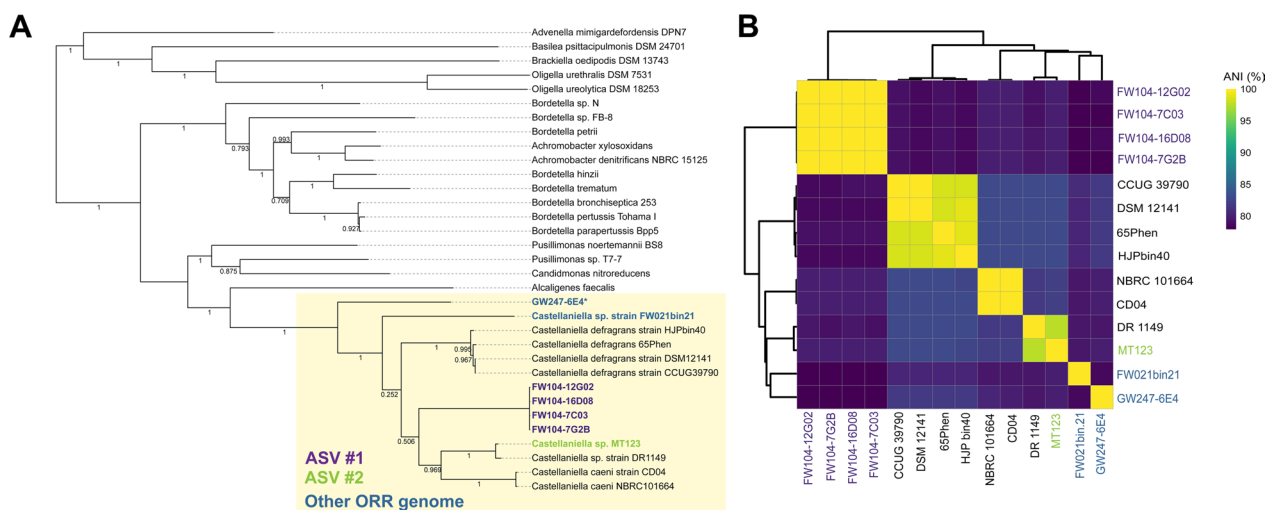 A
Advenella mimigardefordensis DPN7
Basilea psittacipulmonis DSM 24701
Brackiella oedipodis DSM 13743
Oligella urethralis DSM 7531
Oligella ureolytica DSM 18253
Bordetella sp. N
Bordetella sp. FB-8
Bordetella petrii
Achromobacter xylosoxidans
Achromobacter denitrificans NBRC 15125
Bordetella hinzii
Bordetella trematum
Bordetella bronchiseptica 253
Bordetella pertussis Tohama I
Bordetella parapertussis Bpp5
Pusillimonas noertemannii BS8
Pusillimonas sp. T7-7
Candidmonas nitroreducens
Alcaligenes faecalis
GW247-6E4*
Castellaniella sp. strain FW021bin21
Castellaniella defragrans strain HJPbin40
Castellaniella defragrans 65Phen
Castellaniella defragrans strain DSM12141
Castellaniella defragrans strain CCUG39790
FW104-12G02
FW104-16D08
FW104-7C03
FW104-7G2B
Castellaniella sp. MT123
Castellaniella sp. strain DR1149
Castellaniella caeni strain CD04
Castellaniella caeni NBRC101664
1
1
1
1
1
1
0.793
0.993
1
1
0.709
1
0.927
1
1
0.875
1
1
1
0.995
0.967
0.252
0.506
1
0.969
1
ASV #1
ASV #2
Other ORR genome
B
ANI (%)
100
95
90
85
80
FW104-12G02
FW104-7C03
FW104-16D08
FW104-7G2B
CCUG 39790
DSM 12141
65Phen
HJPbin40
NBRC 101664
CD04
DR 1149
MT123
FW021bin21
GW247-6E4
FW104-12G02
FW104-7G2B
FW104-16D08
FW104-7C03
CCUG 39790
DSM 12141
65Phen
HJP bin40
NBRC 101664
CD04
DR 1149
MT123
FW021bin.21
GW247-6E4